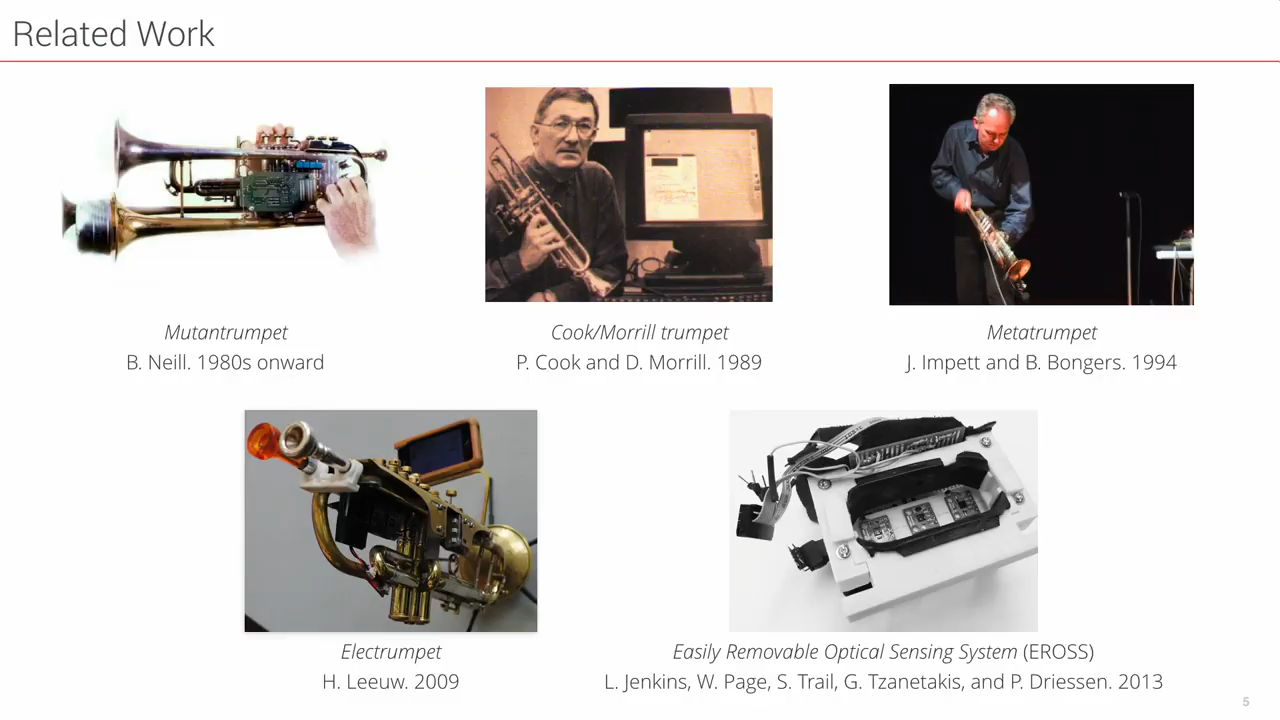 Related Work
Mutantrumpet
B. Neill. 1980s onward
Cook/Morrill trumpet
P. Cook and D. Morrill. 1989
Metatrumpet
J. Impett and B. Bongers. 1994
Electrumpet
H. Leeuw. 2009
Easily Removable Optical Sensing System (EROSS)
L. Jenkins, W. Page, S. Trail, G. Tzanetakis, and P. Driessen. 2013
5